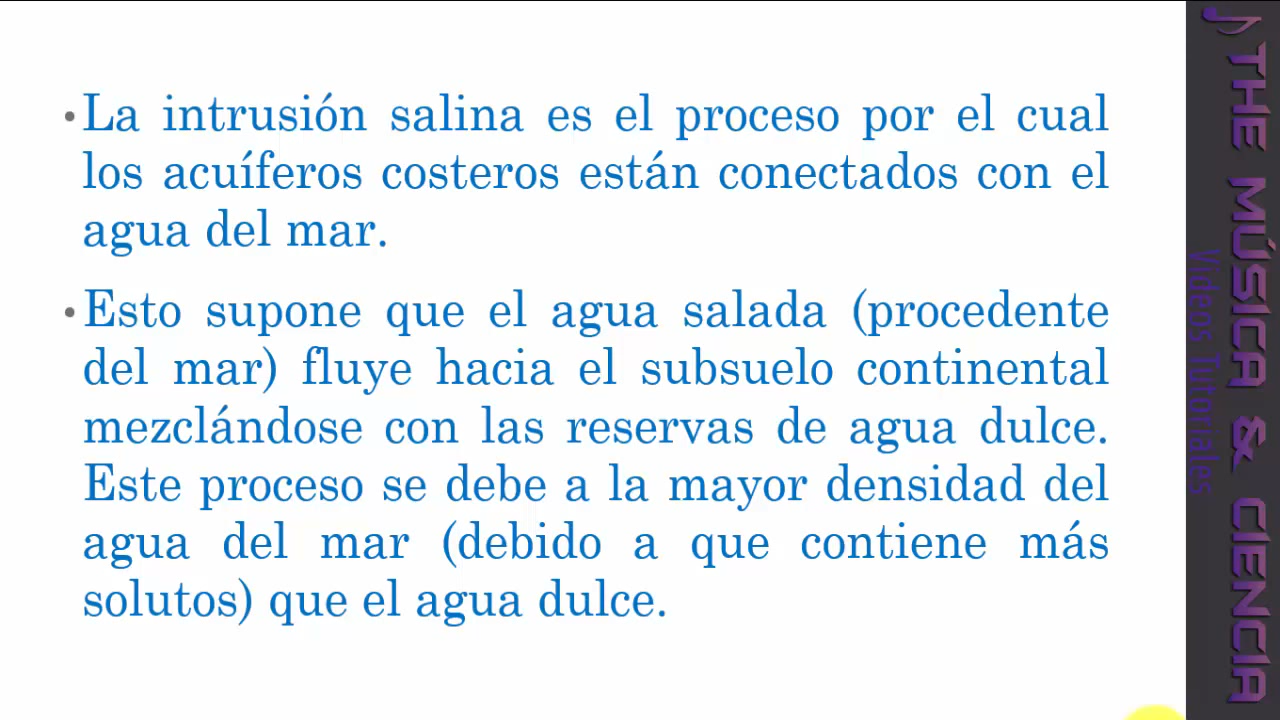 • La intrusión salina es el proceso por el cual
los acuíferos costeros están conectados con el
agua del mar.
• Esto supone que el agua salada (procedente
del mar) fluye hacia el subsuelo continental
mezclándose con las reservas de agua dulce.
Este proceso se debe a la mayor densidad del
agua del mar (debido a que contiene más
solutos) que el agua dulce.
THE MÚSICA & CIENCIA
Videos Tutoriales